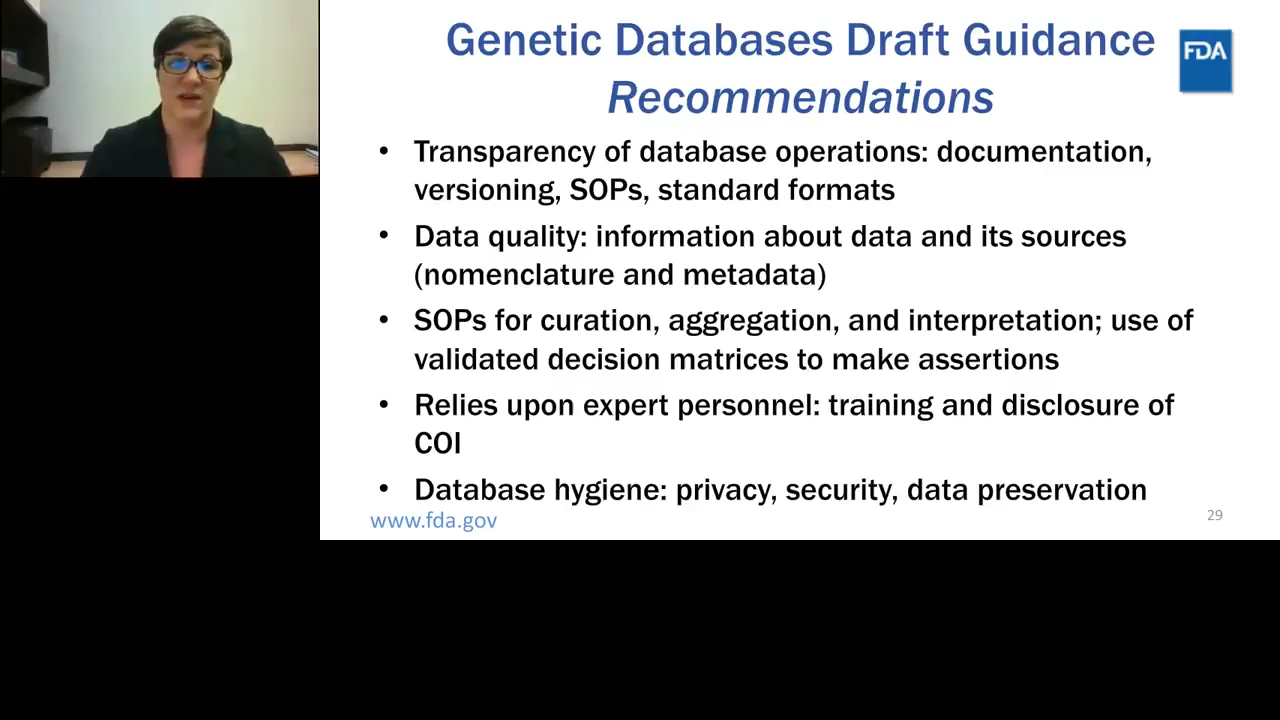 Genetic Databases Draft Guidance
Recommendations
FDA
• Transparency of database operations: documentation,
versioning, SOPs, standard formats
• Data quality: information about data and its sources
(nomenclature and metadata)
• SOPs for curation, aggregation, and interpretation; use of
validated decision matrices to make assertions
• Relies upon expert personnel: training and disclosure of
COI
• Database hygiene: privacy, security, data preservation
www.fda.gov
29